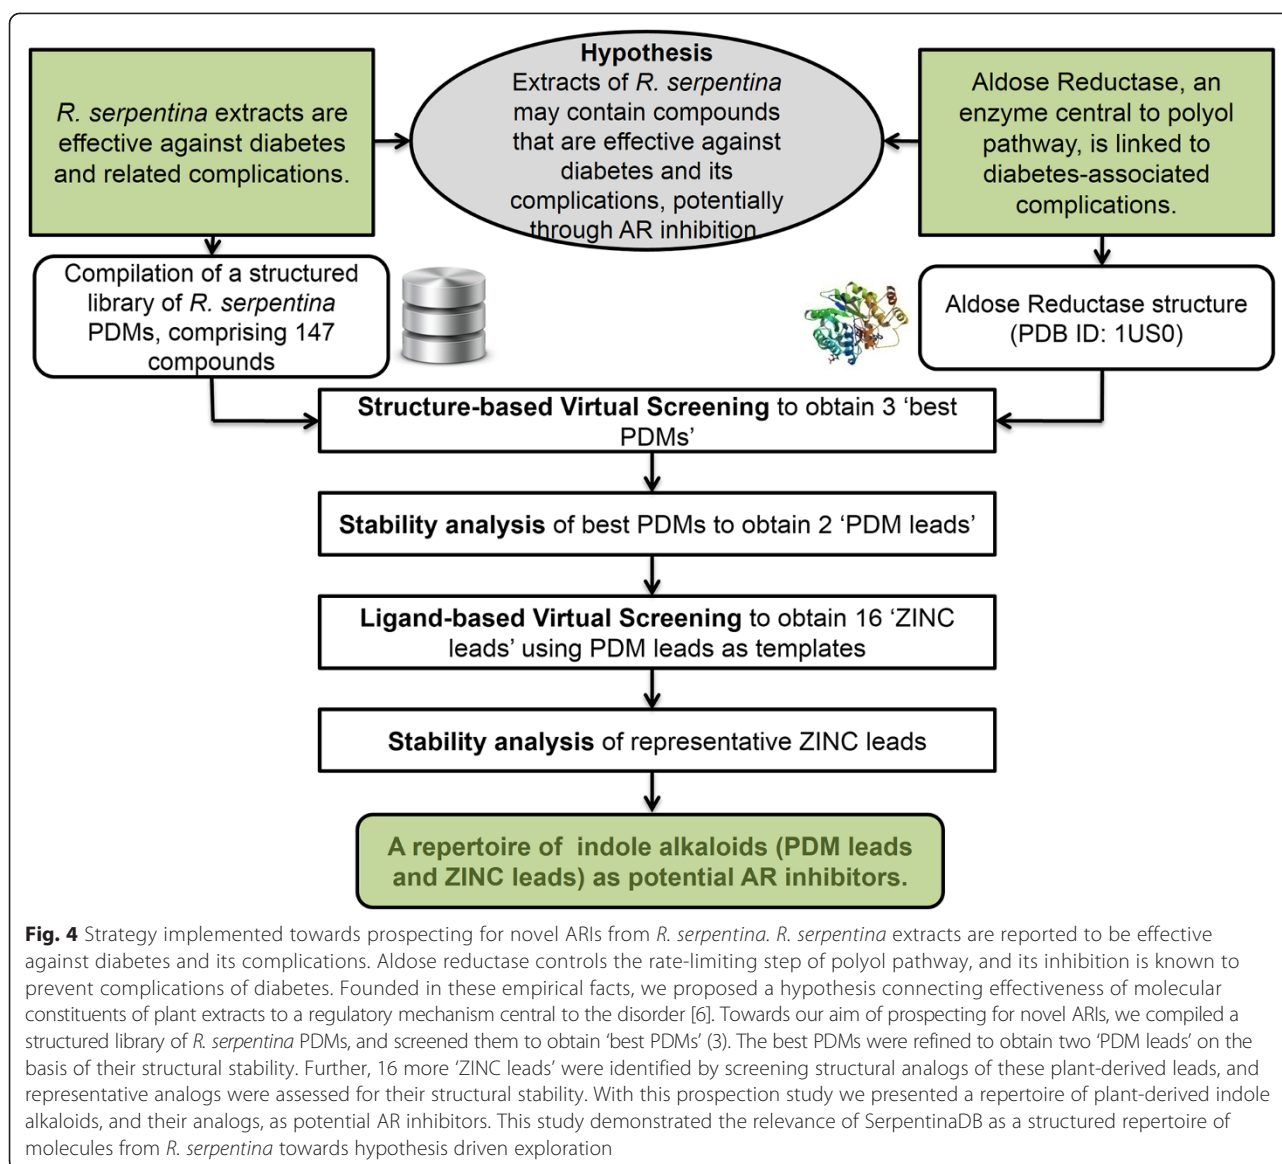 R. serpentina extracts are
effective against diabetes
and related complications.
Hypothesis
Extracts of R. serpentina
may contain compounds
that are effective against
diabetes and its
complications, potentially
through AR inhibition.
Aldose Reductase, an
enzyme central to polyol
pathway, is linked to
diabetes-associated
complications.
Compilation of a structured
library of R. serpentina
PDMs, comprising 147
compounds
Aldose Reductase structure
(PDB ID: 1US0)
Structure-based Virtual Screening to obtain 3 ‘best
PDMs’
Stability analysis of best PDMs to obtain 2 ‘PDM leads’
Ligand-based Virtual Screening to obtain 16 ‘ZINC
leads’ using PDM leads as templates
Stability analysis of representative ZINC leads
A repertoire of indole alkaloids (PDM leads
and ZINC leads) as potential AR inhibitors.
Fig. 4 Strategy implemented towards prospecting for novel ARIs from R. serpentina. R. serpentina extracts are reported to be effective
against diabetes and its complications. Aldose reductase controls the rate-limiting step of polyol pathway, and its inhibition is known to
prevent complications of diabetes. Founded in these empirical facts, we proposed a hypothesis connecting effectiveness of molecular
constituents of plant extracts to a regulatory mechanism central to the disorder [6]. Towards our aim of prospecting for novel ARIs, we compiled a
structured library of R. serpentina PDMs, and screened them to obtain ‘best PDMs’ (3). The best PDMs were refined to obtain two ‘PDM leads’ on the
basis of their structural stability. Further, 16 more ‘ZINC leads’ were identified by screening structural analogs of these plant-derived leads, and
representative analogs were assessed for their structural stability. With this prospection study we presented a repertoire of plant-derived indole
alkaloids, and their analogs, as potential AR inhibitors. This study demonstrated the relevance of SerpentinaDB as a structured repertoire of
molecules from R. serpentina towards hypothesis driven exploration